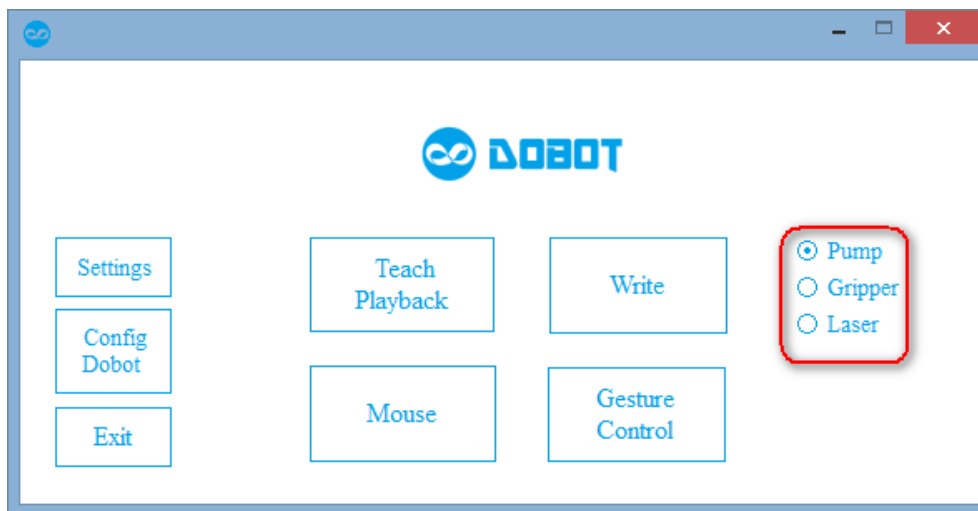 DOBOT
Settings
Config
Dobot
Exit
Teach
Playback
Write
Mouse
Gesture
Control
Pump
Gripper
Laser